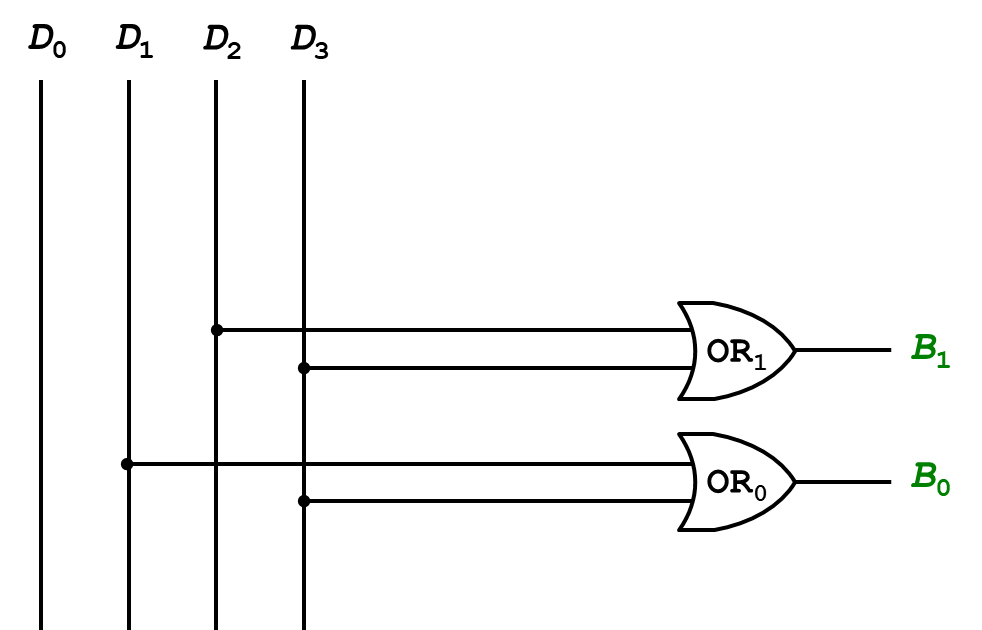 D₀ D₁ D₂ D₃
OR₁ B₁
OR₀ B₀